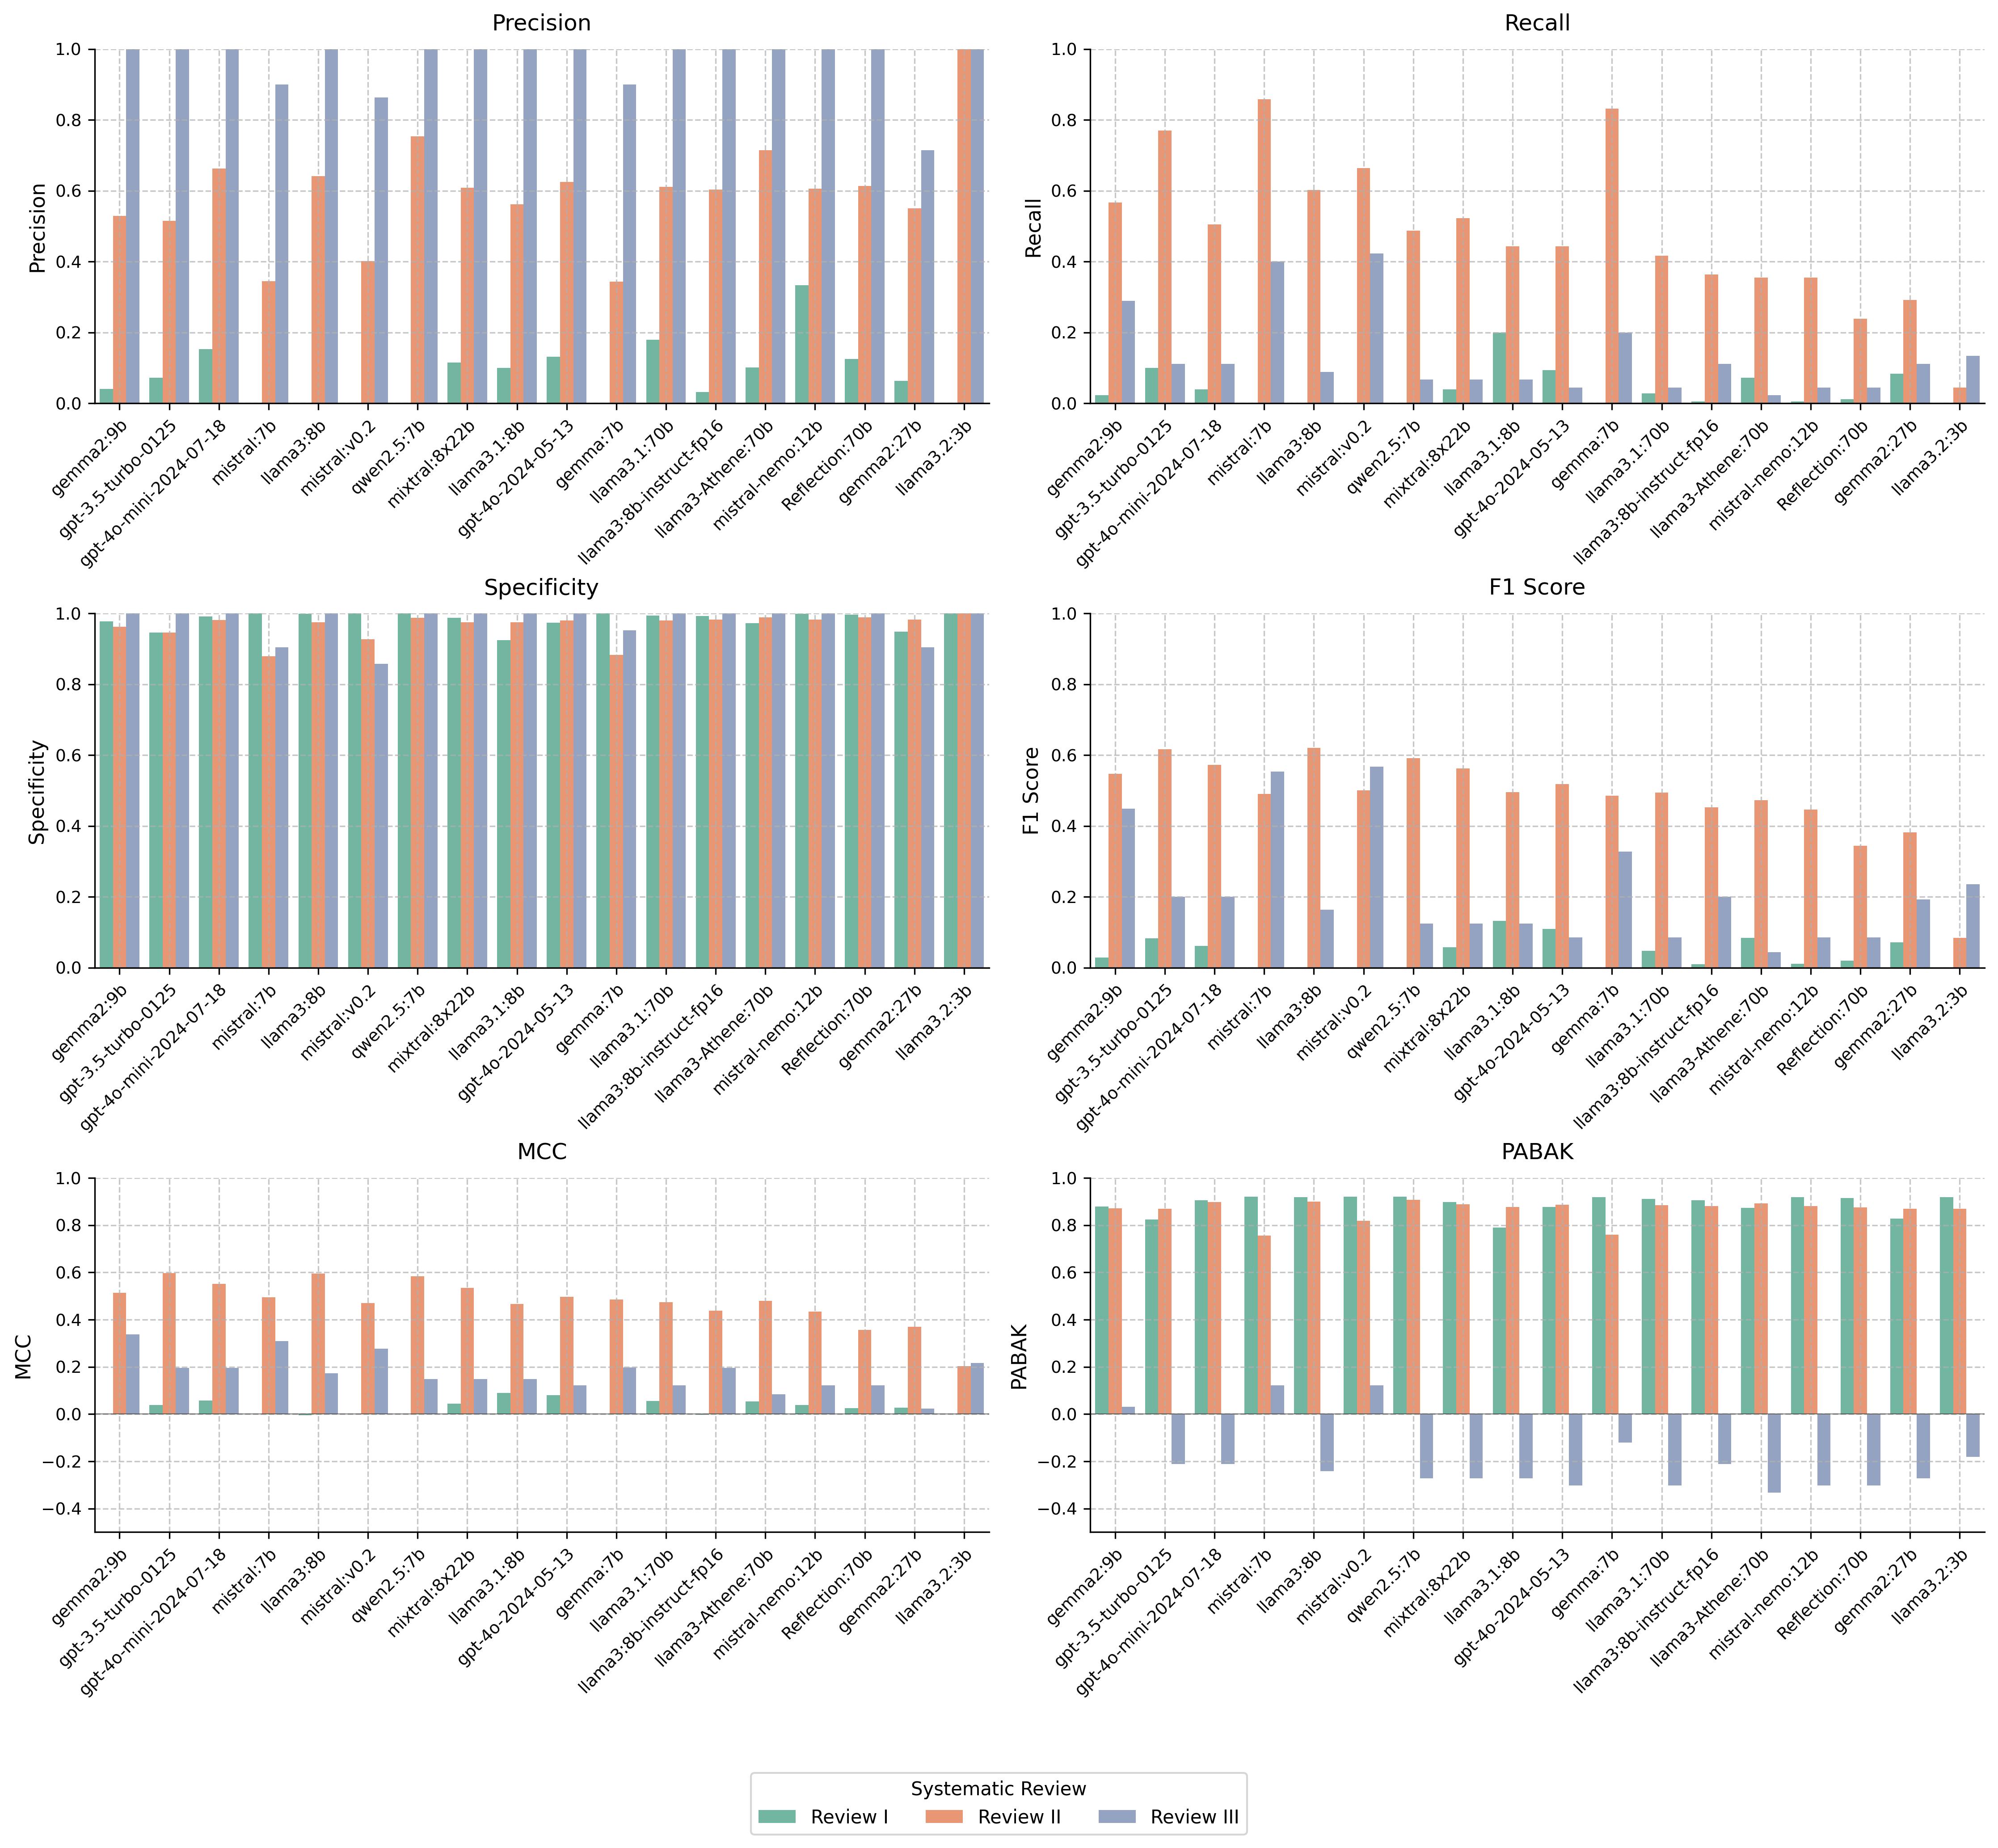 Precision
Precision
1.0
0.8
0.6
0.4
0.2
0.0
gemma2:9b
gpt-3.5-turbo-0125
gpt-4o-mini-2024-07-18
mistral:7b
llama3:8b
mistral:v0.2
qwen2.5:7b
mixtral:8x22b
llama3.1:8b
gpt-4o-2024-05-13
gemma:7b
llama3.1:70b
llama3:8b-instruct-fp16
llama3-Athene:70b
mistral-nemo:12b
Reflection:70b
gemma2:27b
llama3.2:3b
Recall
Recall
1.0
0.8
0.6
0.4
0.2
0.0
gemma2:9b
gpt-3.5-turbo-0125
gpt-4o-mini-2024-07-18
mistral:7b
llama3:8b
mistral:v0.2
qwen2.5:7b
mixtral:8x22b
llama3.1:8b
gpt-4o-2024-05-13
gemma:7b
llama3.1:70b
llama3:8b-instruct-fp16
llama3-Athene:70b
mistral-nemo:12b
Reflection:70b
gemma2:27b
llama3.2:3b
Specificity
Specificity
1.0
0.8
0.6
0.4
0.2
0.0
gemma2:9b
gpt-3.5-turbo-0125
gpt-4o-mini-2024-07-18
mistral:7b
llama3:8b
mistral:v0.2
qwen2.5:7b
mixtral:8x22b
llama3.1:8b
gpt-4o-2024-05-13
gemma:7b
llama3.1:70b
llama3:8b-instruct-fp16
llama3-Athene:70b
mistral-nemo:12b
Reflection:70b
gemma2:27b
llama3.2:3b
F1 Score
F1 Score
1.0
0.8
0.6
0.4
0.2
0.0
gemma2:9b
gpt-3.5-turbo-0125
gpt-4o-mini-2024-07-18
mistral:7b
llama3:8b
mistral:v0.2
qwen2.5:7b
mixtral:8x22b
llama3.1:8b
gpt-4o-2024-05-13
gemma:7b
llama3.1:70b
llama3:8b-instruct-fp16
llama3-Athene:70b
mistral-nemo:12b
Reflection:70b
gemma2:27b
llama3.2:3b
MCC
MCC
1.0
0.8
0.6
0.4
0.2
0.0
−0.2
−0.4
gemma2:9b
gpt-3.5-turbo-0125
gpt-4o-mini-2024-07-18
mistral:7b
llama3:8b
mistral:v0.2
qwen2.5:7b
mixtral:8x22b
llama3.1:8b
gpt-4o-2024-05-13
gemma:7b
llama3.1:70b
llama3:8b-instruct-fp16
llama3-Athene:70b
mistral-nemo:12b
Reflection:70b
gemma2:27b
llama3.2:3b
PABAK
PABAK
1.0
0.8
0.6
0.4
0.2
0.0
−0.2
−0.4
gemma2:9b
gpt-3.5-turbo-0125
gpt-4o-mini-2024-07-18
mistral:7b
llama3:8b
mistral:v0.2
qwen2.5:7b
mixtral:8x22b
llama3.1:8b
gpt-4o-2024-05-13
gemma:7b
llama3.1:70b
llama3:8b-instruct-fp16
llama3-Athene:70b
mistral-nemo:12b
Reflection:70b
gemma2:27b
llama3.2:3b
Systematic Review
Review I Review II Review III